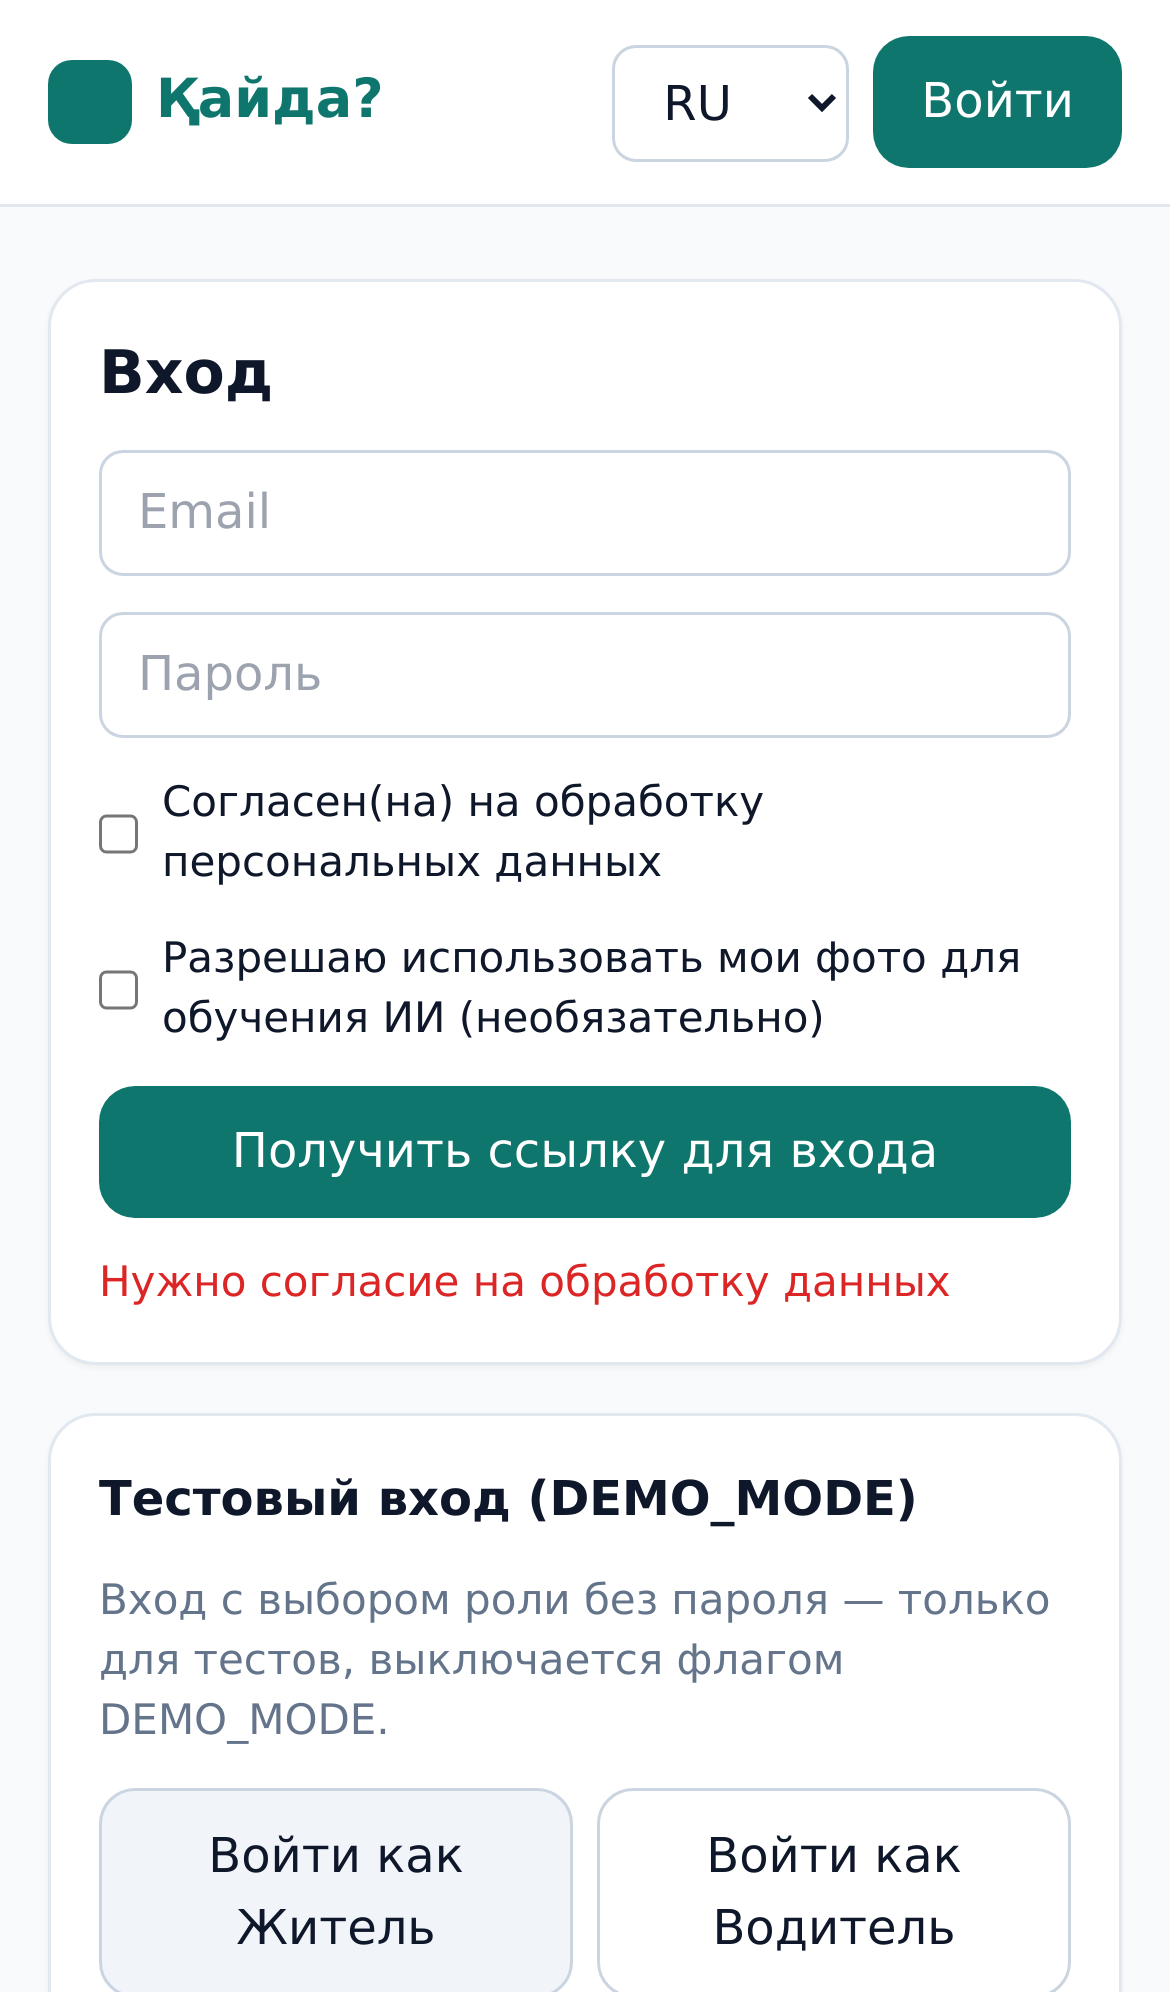 Қайда?
RU
Войти
Вход
Email
Пароль
Согласен(на) на обработку
персональных данных
Разрешаю использовать мои фото для
обучения ИИ (необязательно)
Получить ссылку для входа
Нужно согласие на обработку данных
Тестовый вход (DEMO_MODE)
Вход с выбором роли без пароля — только
для тестов, выключается флагом
DEMO_MODE.
Войти как
Житель
Войти как
Водитель